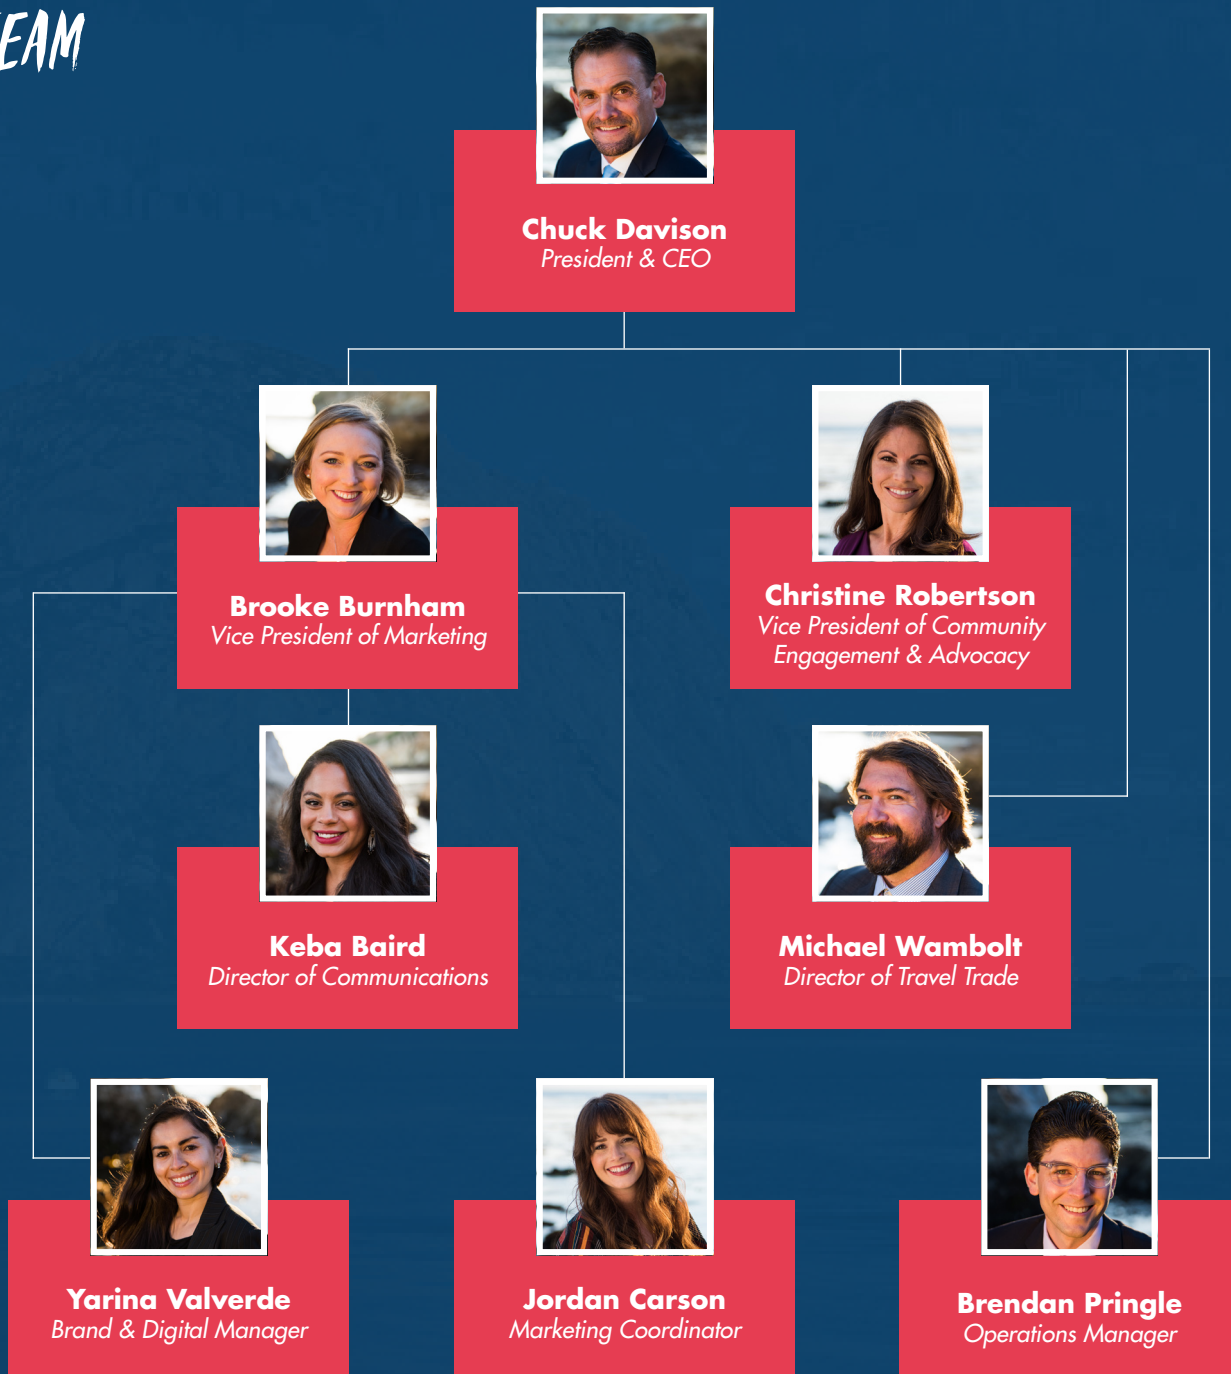 Chuck Davison
President & CEO
Brooke Burnham
Vice President of Marketing
Christine Robertson
Vice President of Community
Engagement & Advocacy
Keba Baird
Director of Communications
Michael Wambolt
Director of Travel Trade
Yarina Valverde
Brand & Digital Manager
Jordan Carson
Marketing Coordinator
Brendan Pringle
Operations Manager